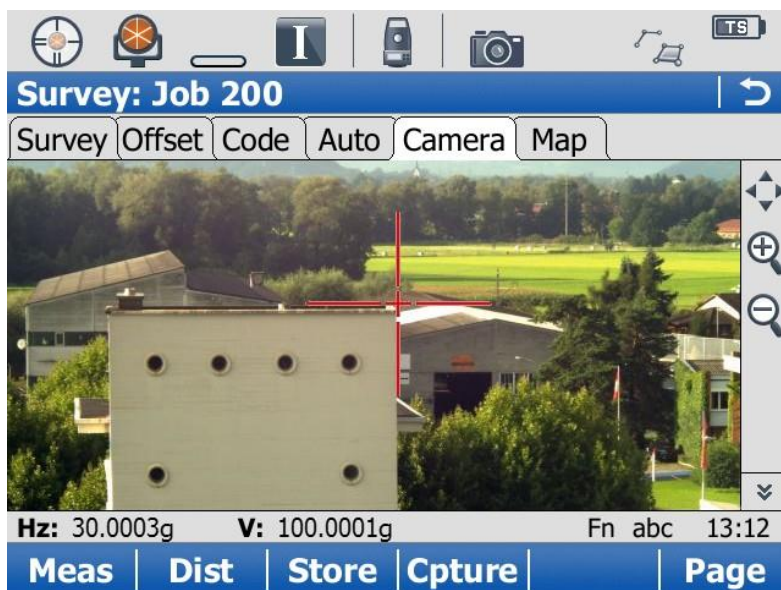 TS
I
Survey: Job 200
Survey Offset Code Auto Camera Map
Hz: 30.0003g V: 100.0001g Fn abc 13:12
Meas Dist Store Cpture Page